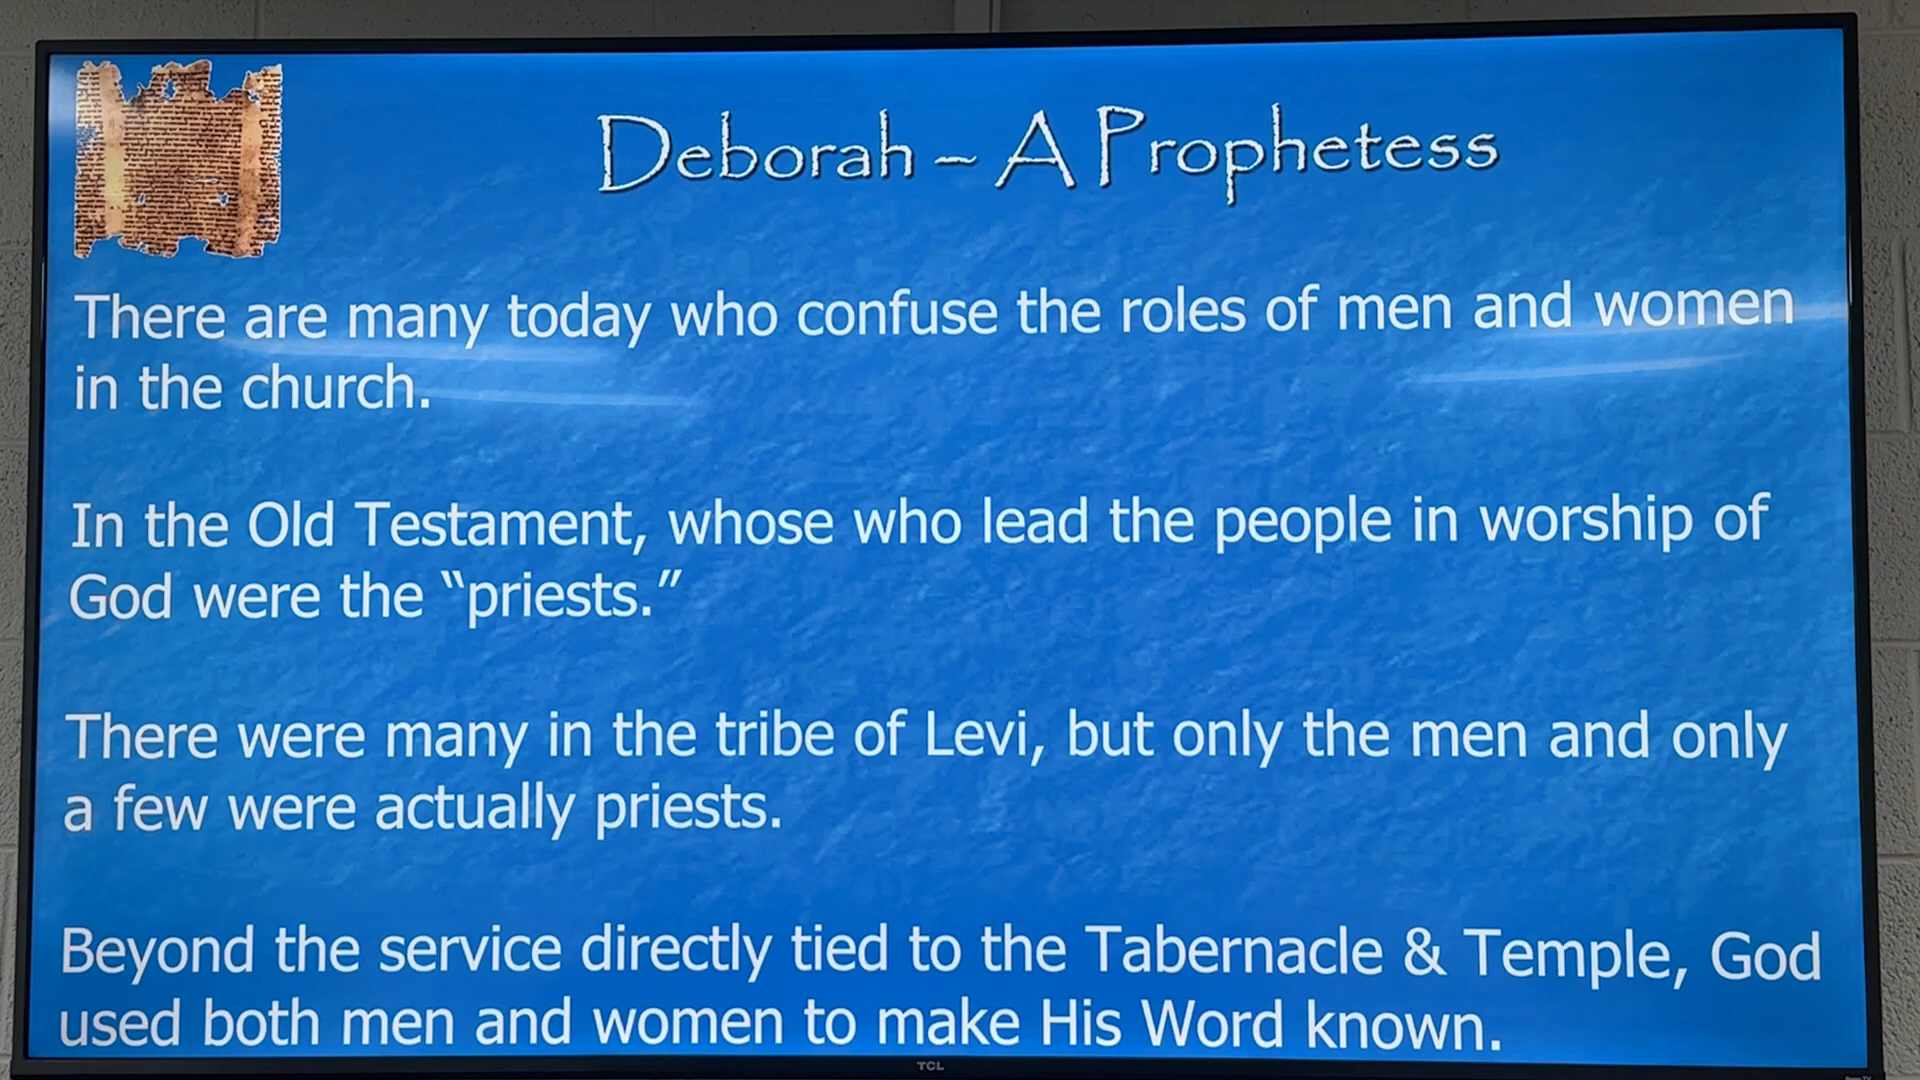 Deborah – A Prophetess
There are many today who confuse the roles of men and women
in the church.
In the Old Testament, whose who lead the people in worship of
God were the “priests.”
There were many in the tribe of Levi, but only the men and only
a few were actually priests.
Beyond the service directly tied to the Tabernacle & Temple, God
used both men and women to make His Word known.
TCL